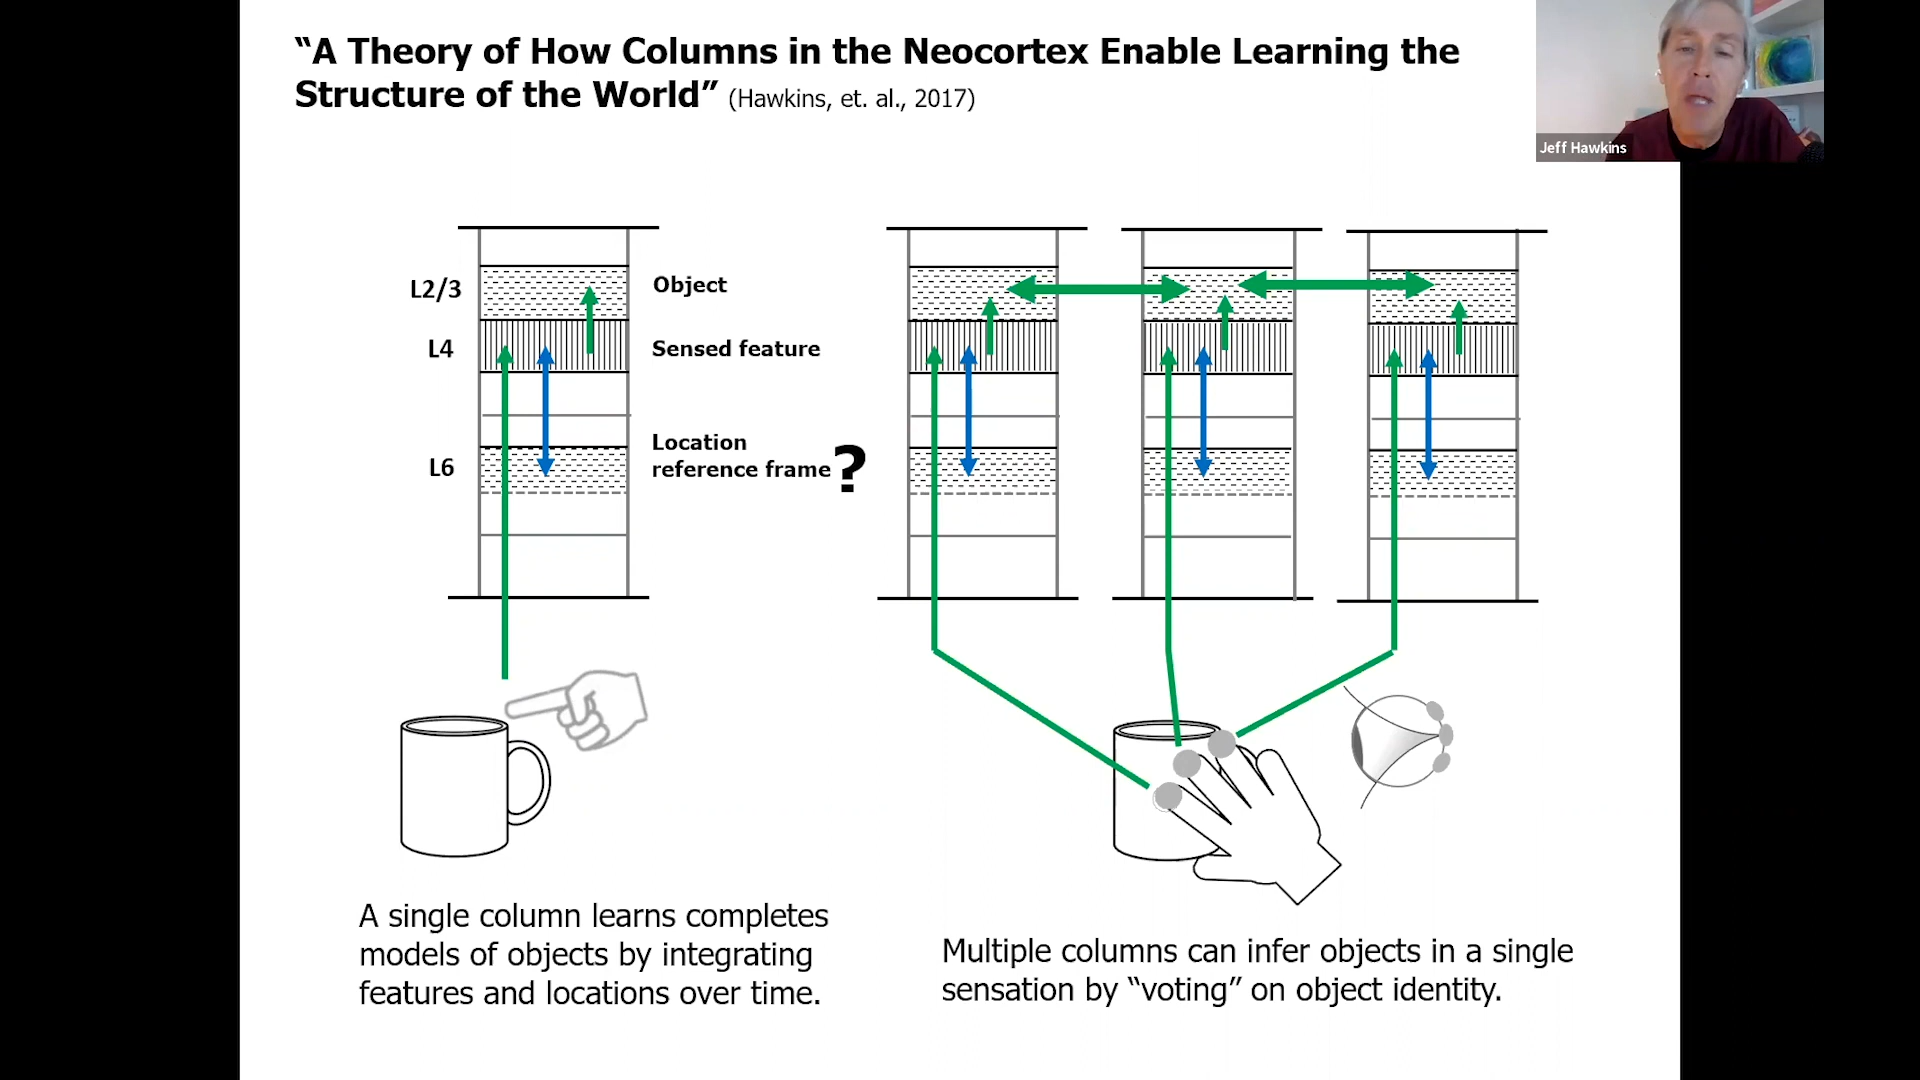 “A Theory of How Columns in the Neocortex Enable Learning the
Structure of the World” (Hawkins, et. al., 2017)
Jeff Hawkins
L2/3
Object
L4
Sensed feature
L6
Location
reference frame ?
A single column learns completes
models of objects by integrating
features and locations over time.
Multiple columns can infer objects in a single
sensation by “voting” on object identity.